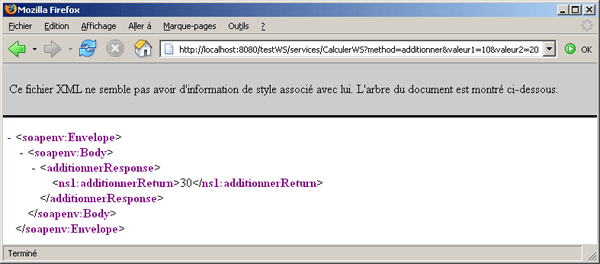 Mozilla Firefox
Fichier Edition Affichage Aller à Marque-pages Outils ?
http://localhost:8080/testWS/services/CalculerWS?method=additionner&valeur1=10&valeur2=20 OK
Ce fichier XML ne semble pas avoir d'information de style associé avec lui. L'arbre du document est montré ci-dessous.
- <soapenv:Envelope>
- <soapenv:Body>
- <additionnerResponse>
<ns1:additionnerReturn>30</ns1:additionnerReturn>
</additionnerResponse>
</soapenv:Body>
</soapenv:Envelope>
Terminé